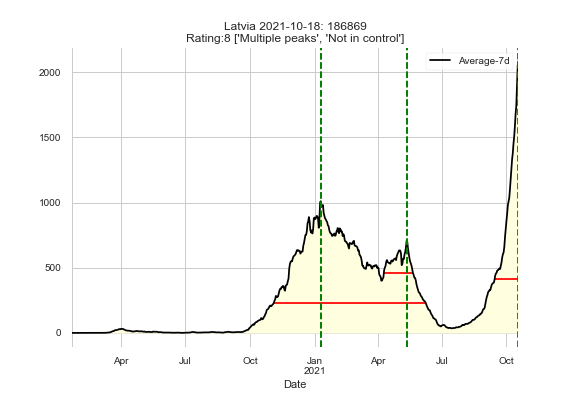 Latvia 2021-10-18: 186869
Rating:8 ['Multiple peaks', 'Not in control']
Average-7d
2000
1500
1000
500
0
Apr Jul Oct Jan Apr Jul Oct
2021
Date